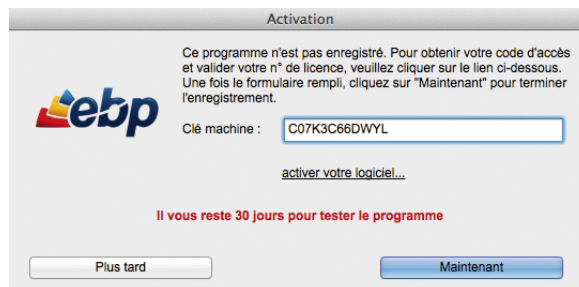 Activation
Ce programme n'est pas enregistré. Pour obtenir votre code d'accès
et valider votre n° de licence, veuillez cliquer sur le lien ci-dessous.
Une fois le formulaire rempli, cliquez sur "Maintenant" pour terminer
l'enregistrement.
ebp
Clé machine : C07K3C66DWYL
activer votre logiciel...
Il vous reste 30 jours pour tester le programme
Plus tard Maintenant